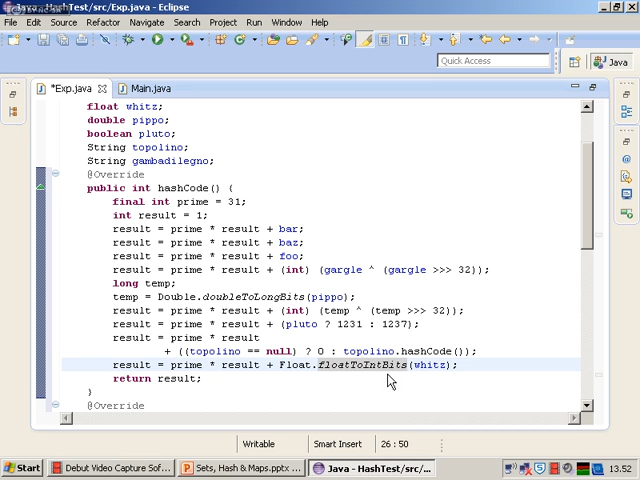 Java - HashTest/src/Exp.java - Eclipse
File Edit Source Refactor Navigate Search Project Run Window Help
Quick Access
Java
*Exp.java Main.java
float whitz;
double pippo;
boolean pluto;
String topolino;
String gambadilegno;
@Override
public int hashCode() {
final int prime = 31;
int result = 1;
result = prime * result + bar;
result = prime * result + baz;
result = prime * result + foo;
result = prime * result + (int) (gargle ^ (gargle >>> 32));
long temp;
temp = Double.doubleToLongBits(pippo);
result = prime * result + (int) (temp ^ (temp >>> 32));
result = prime * result + (pluto ? 1231 : 1237);
result = prime * result
+ ((topolino == null) ? 0 : topolino.hashCode());
result = prime * result + Float.floatToIntBits(whitz);
return result;
}
@Override
Writable Smart Insert 26 : 50
Start Debut Video Capture Sof... Sets, Hash & Maps.pptx ... Java - HashTest/src/... 13.52